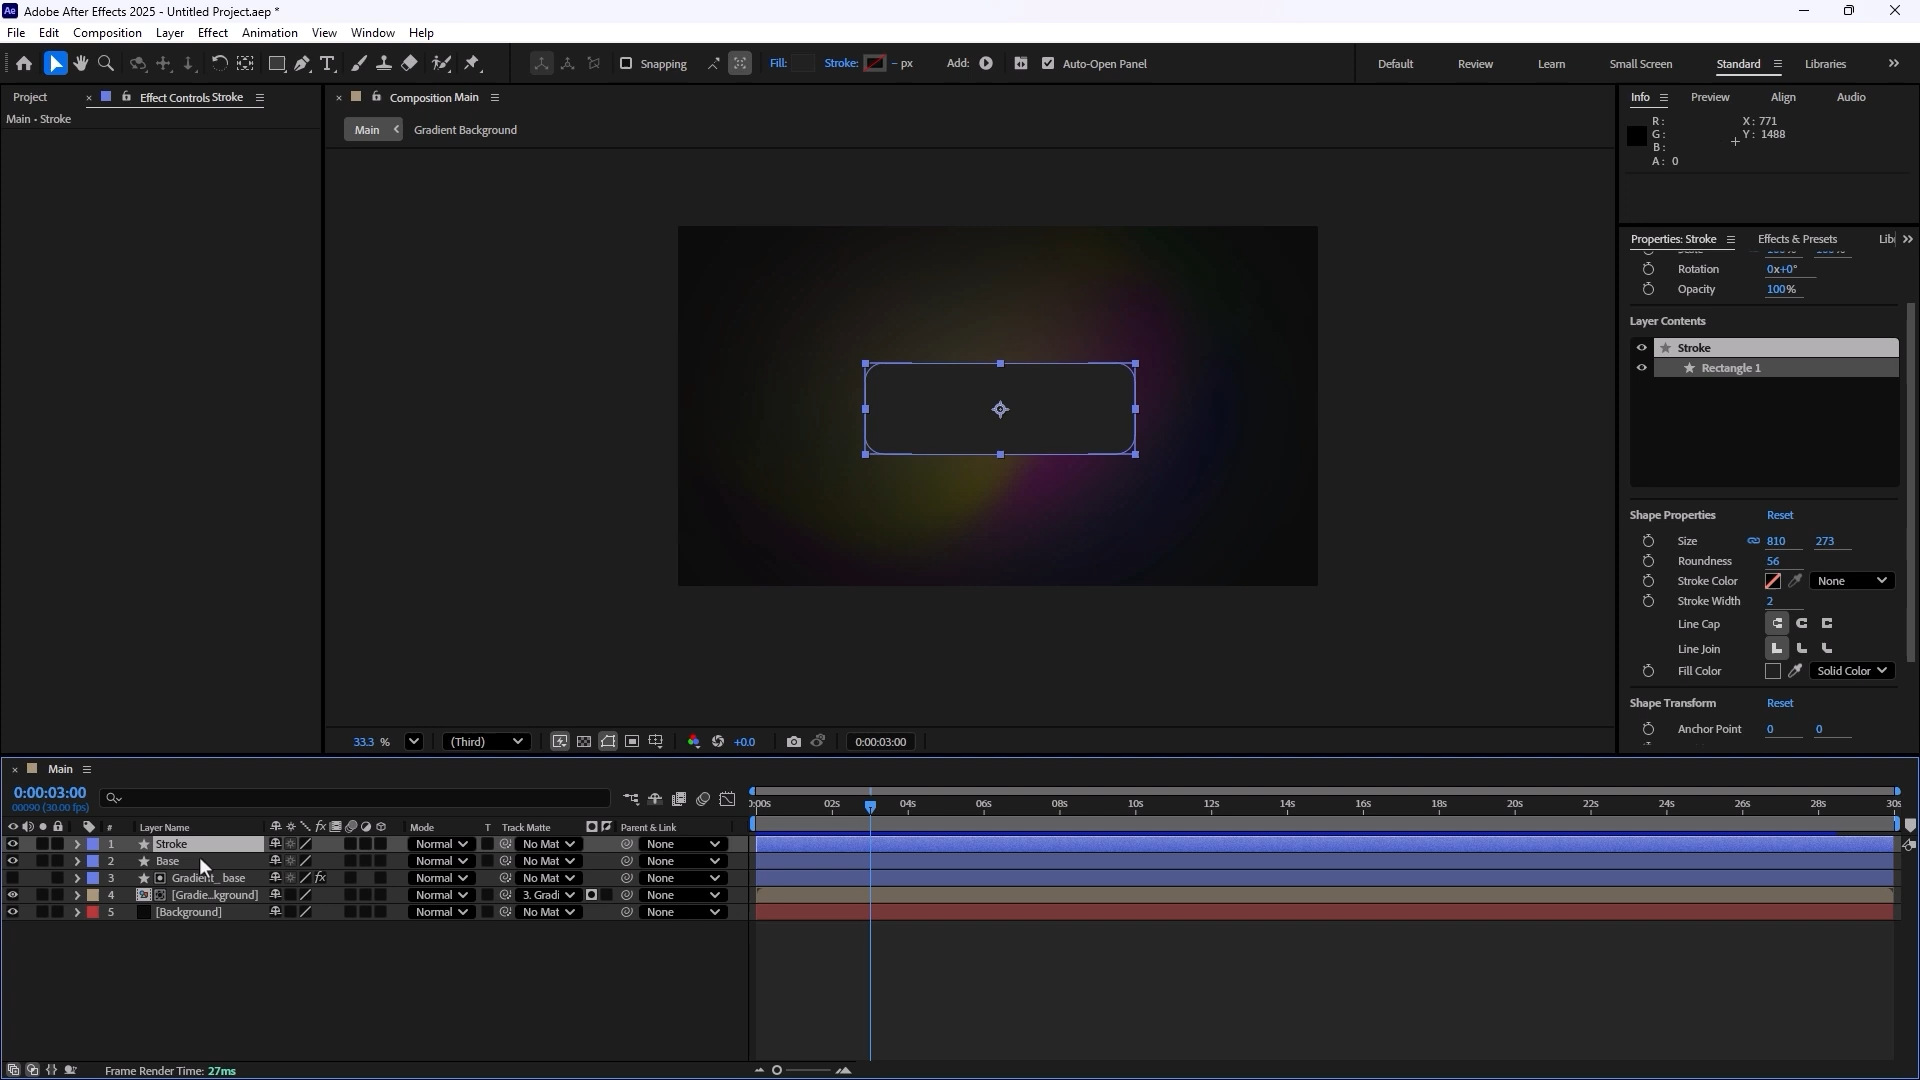 Ae Adobe After Effects 2025 - Untitled Project.aep *
File Edit Composition Layer Effect Animation View Window Help
Snapping Fill: Stroke: - px Add: Auto-Open Panel Default Review Learn Small Screen Standard Libraries
Project Effect Controls Stroke
Main - Stroke
Composition Main
Main Gradient Background
Info Preview Align Audio
R: X: 771
G: Y: 1488
B:
A: 0
Properties: Stroke Effects & Presets Lib
Rotation 0x+0°
Opacity 100%
Layer Contents
Stroke
Rectangle 1
Shape Properties Reset
Size 810 273
Roundness 56
Stroke Color None
Stroke Width 2
Line Cap
Line Join
Fill Color Solid Color
Shape Transform Reset
Anchor Point 0 0
33.3 % (Third) +0.0 0:00:03:00
Main
0:00:03:00
00090 (30.00 fps)
:00s 02s 04s 06s 08s 10s 12s 14s 16s 18s 20s 22s 24s 26s 28s 30s
# Layer Name fx Mode T Track Matte Parent & Link
1 Stroke Normal No Mat None
2 Base Normal No Mat None
3 Gradient_ base fx Normal No Mat None
4 [Gradie...kground] Normal 3. Gradi None
5 [Background] Normal No Mat None
Frame Render Time: 27ms